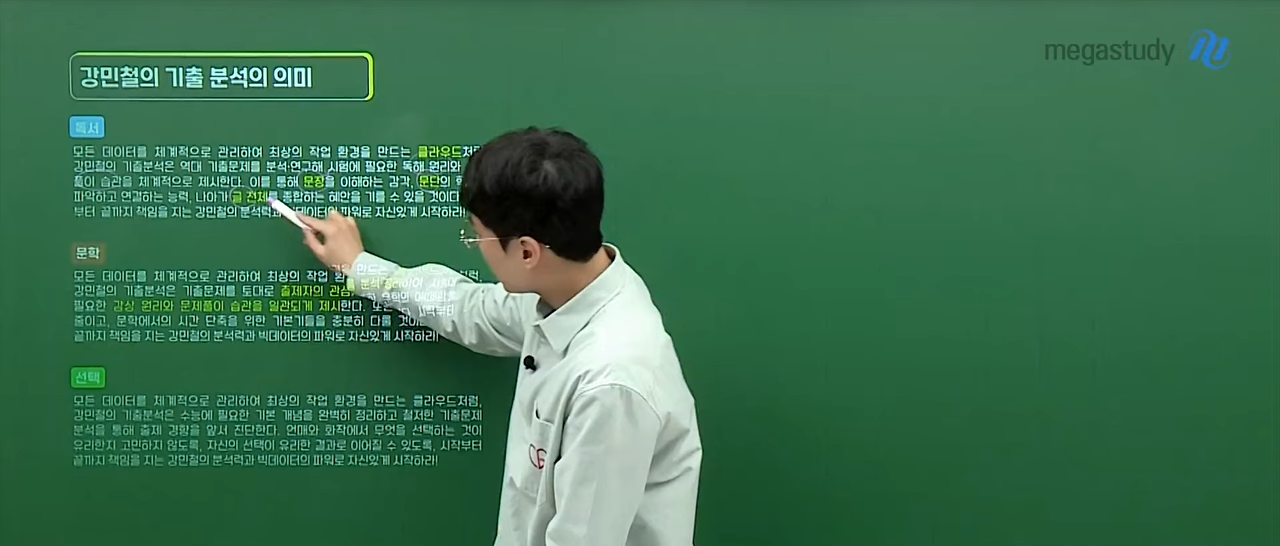 megastudy
강민철의 기출 분석의 의미
독서
모든 데이터를 체계적으로 관리하여 최상의 작업 환경을 만드는 클라우드처
강민철의 기출분석은 역대 기출문제를 분석·연구해 시험에 필요한 독해 원리와
풀이 습관을 체계적으로 제시한다. 이를 통해 문장을 이해하는 감각, 문단의
파악하고 연결하는 능력, 나아가 글 전체를 종합하는 혜안을 기를 수 있을 것이다
부터 끝까지 책임을 지는 강민철의 분석력과 빅데이터의 파워로 자신있게 시작하라!
문학
모든 데이터를 체계적으로 관리하여 최상의 작업
강민철의 기출분석은 기출문제를 토대로 출제자의 관심
필요한 감상 원리와 문제풀이 습관을 일관되게 제시한다. 또
줄이고, 문학에서의 시간 단축을 위한 기본기들을 충분히 다룰
끝까지 책임을 지는 강민철의 분석력과 빅데이터의 파워로 자신있게 시작하라!
선택
모든 데이터를 체계적으로 관리하여 최상의 작업 환경을 만드는 클라우드처럼,
강민철의 기출분석은 수능에 필요한 기본 개념을 완벽히 정리하고 철저한 기출문제
분석을 통해 출제 경향을 앞서 진단한다. 언매와 화작에서 무엇을 선택하는 것이
유리한지 고민하지 않도록, 자신의 선택이 유리한 결과로 이어질 수 있도록, 시작부터
끝까지 책임을 지는 강민철의 분석력과 빅데이터의 파워로 자신있게 시작하라!